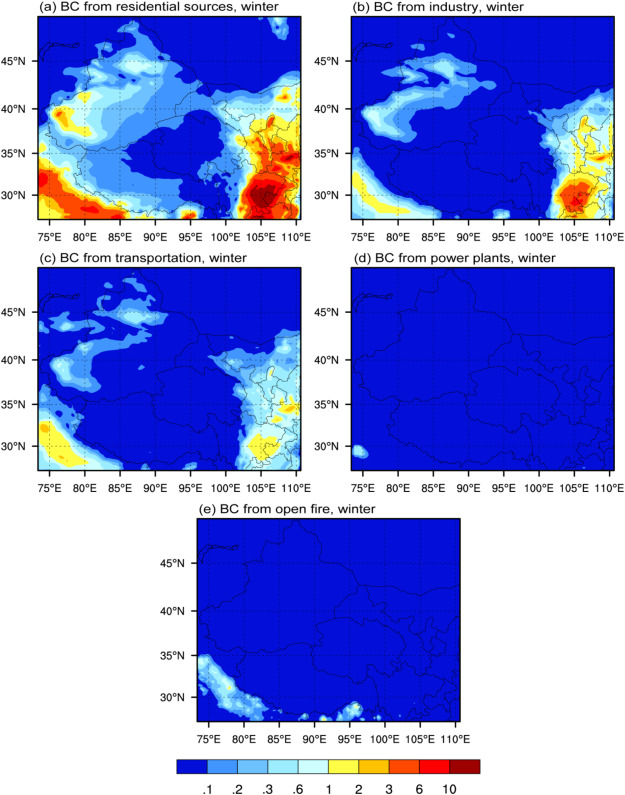 (a) BC from residential sources, winter
(b) BC from industry, winter
45°N 40°N 35°N 30°N
75°E 80°E 85°E 90°E 95°E 100°E 105°E 110°E
45°N 40°N 35°N 30°N
75°E 80°E 85°E 90°E 95°E 100°E 105°E 110°E
(c) BC from transportation, winter
(d) BC from power plants, winter
45°N 40°N 35°N 30°N
75°E 80°E 85°E 90°E 95°E 100°E 105°E 110°E
45°N 40°N 35°N 30°N
75°E 80°E 85°E 90°E 95°E 100°E 105°E 110°E
(e) BC from open fire, winter
45°N 40°N 35°N 30°N
75°E 80°E 85°E 90°E 95°E 100°E 105°E 110°E
.1 .2 .3 .6 1 2 3 6 10